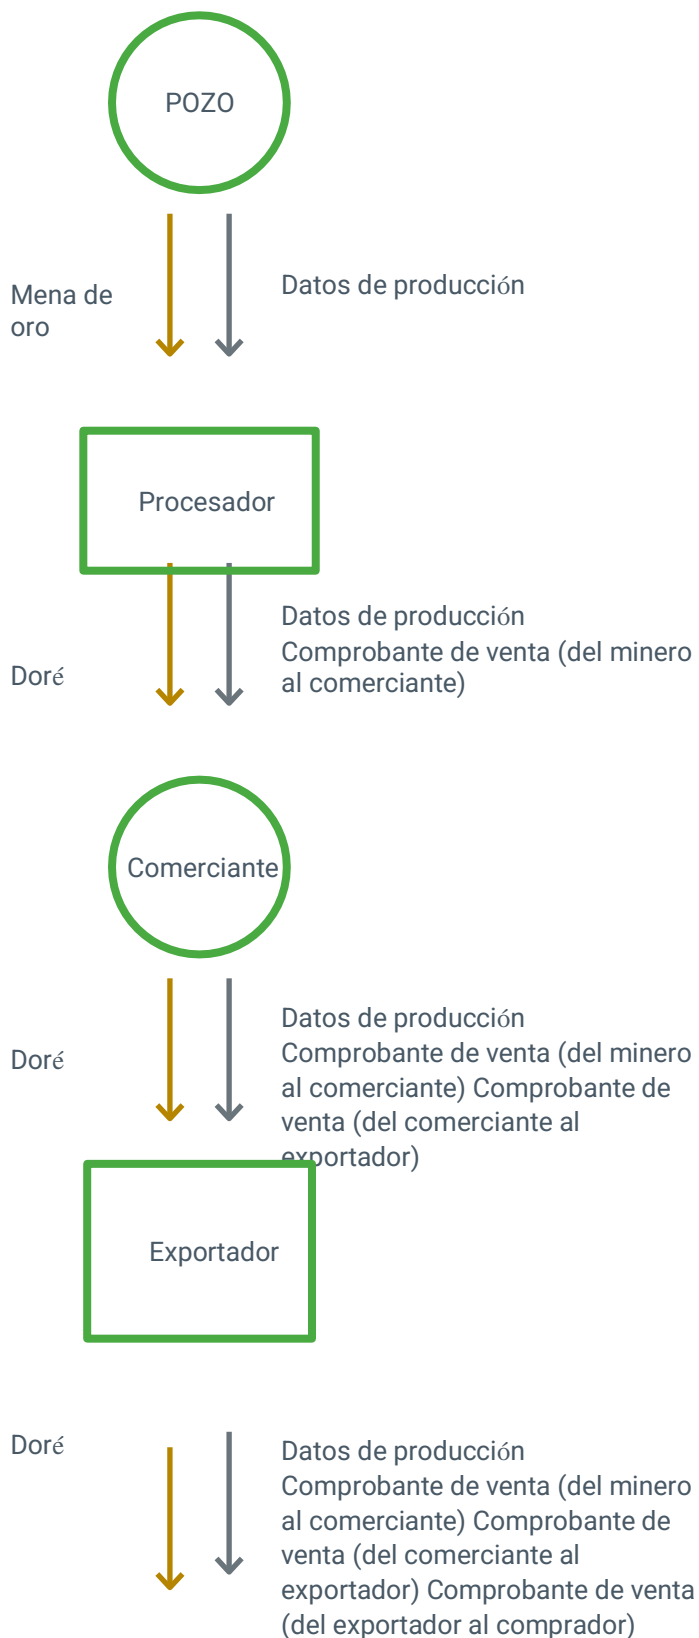 POZO
Mena de
oro
Datos de producción
Procesador
Datos de producción
Comprobante de venta (del minero
al comerciante)
Doré
Comerciante
Doré
Datos de producción
Comprobante de venta (del minero
al comerciante) Comprobante de
venta (del comerciante al
exportador)
Exportador
Doré
Datos de producción
Comprobante de venta (del minero
al comerciante) Comprobante de
venta (del comerciante al
exportador) Comprobante de venta
(del exportador al comprador)